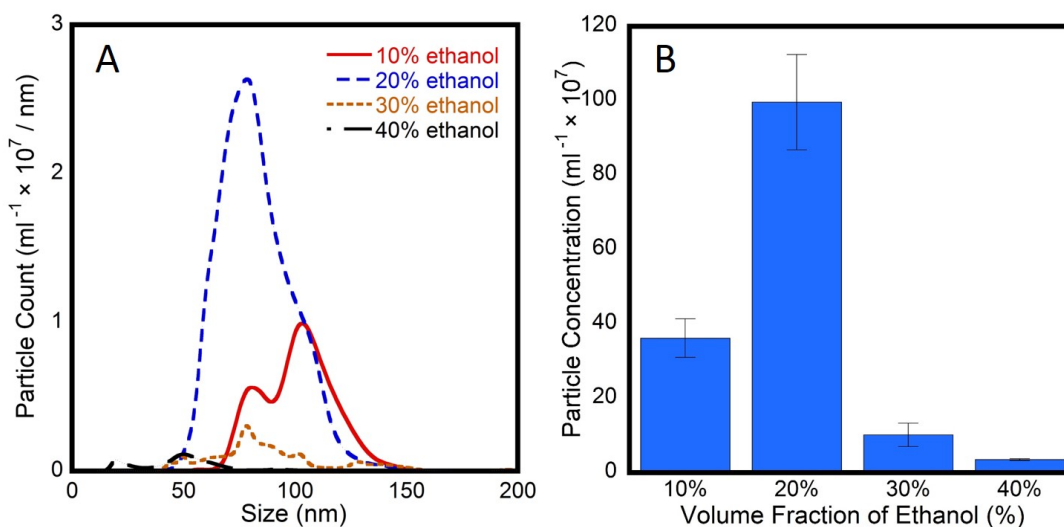 A
10% ethanol
20% ethanol
30% ethanol
40% ethanol
3
2
1
0
Particle Count (ml⁻¹ × 10⁷ / nm)
0 50 100 150 200
Size (nm)
B
120
100
80
60
40
20
0
Particle Concentration (ml⁻¹ × 10⁷)
10% 20% 30% 40%
Volume Fraction of Ethanol (%)